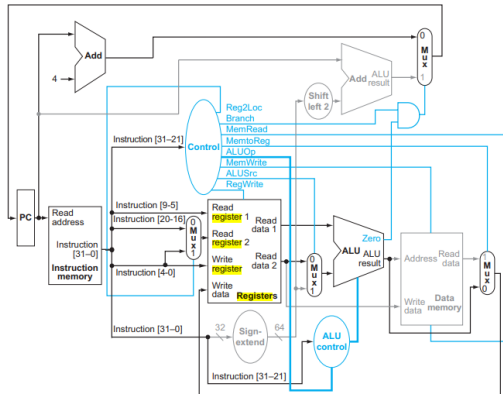 Add
4
Add
ALU
result
0
M
u
x
1
Shift
left 2
Reg2Loc
Branch
MemRead
MemtoReg
ALUOp
MemWrite
ALUSrc
RegWrite
Control
Instruction [31–21]
PC
Read
address
Instruction
[31–0]
Instruction
memory
Instruction [9-5]
Instruction [20-16]
Instruction [4-0]
0
M
u
x
1
Read
register 1
Read
register 2
Write
register
Write
data
Read
data 1
Read
data 2
Registers
0
M
u
x
1
Zero
ALU
ALU
result
Address
Read
data
Write
data
Data
memory
1
M
u
x
0
Instruction [31–0]
32
Sign-
extend
64
ALU
control
Instruction [31–21]